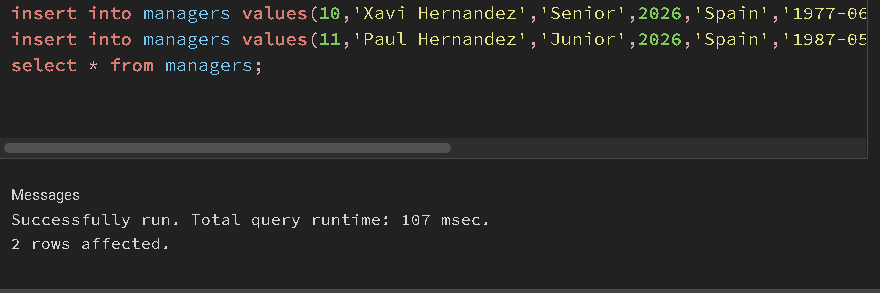 insert into managers values(10,'Xavi Hernandez','Senior',2026,'Spain','1977-06
insert into managers values(11,'Paul Hernandez','Junior',2026,'Spain','1987-05
select * from managers;
Messages
Successfully run. Total query runtime: 107 msec.
2 rows affected.